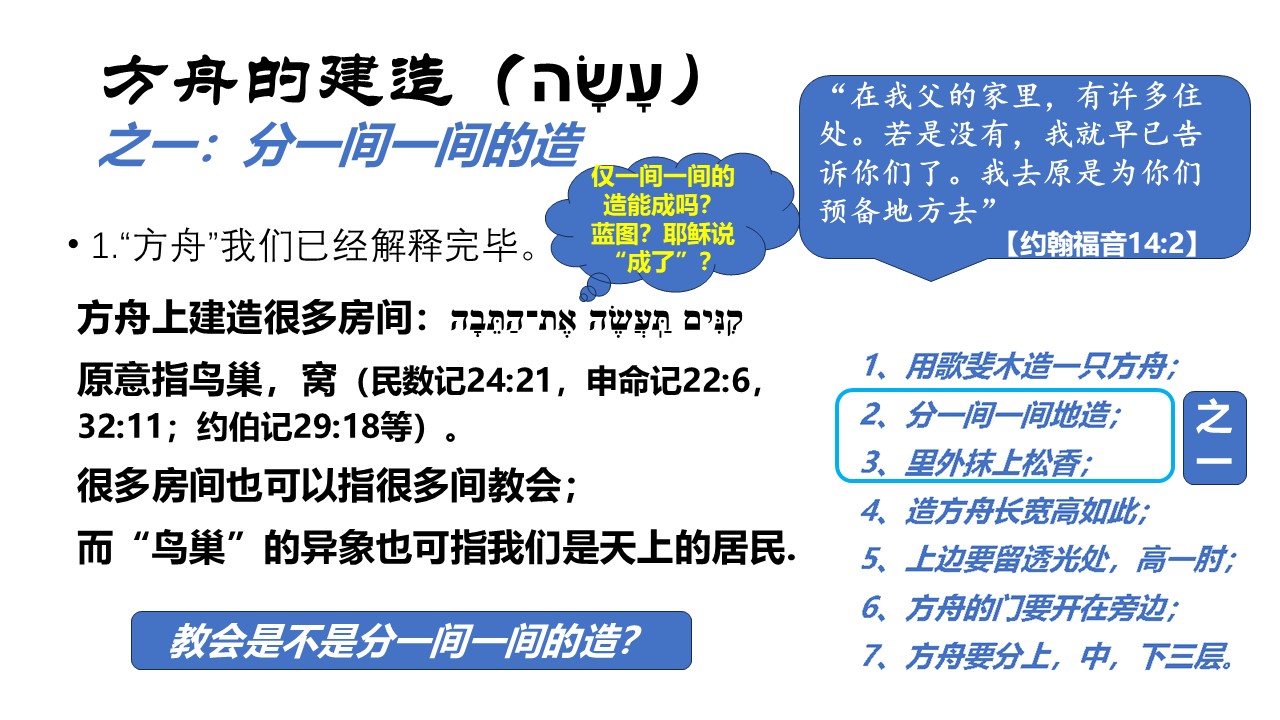 方舟的建造（עָשָׂה）
之一：分一间一间的造
“在我父的家里，有许多住
处。若是没有，我就早已告
诉你们了。我去原是为你们
预备地方去”
【约翰福音14:2】
仅一间一间的
造能成吗？
蓝图？耶稣说
“成了”？
• 1.“方舟”我们已经解释完毕。
方舟上建造很多房间：קִנִּים תַּֽעֲשֶׂה אֶת־הַתֵּבָה
原意指鸟巢，窝（民数记24:21，申命记22:6，
32:11；约伯记29:18等）。
很多房间也可以指很多间教会；
而“鸟巢”的异象也可指我们是天上的居民.
教会是不是分一间一间的造？
1、用歌斐木造一只方舟；
2、分一间一间地造；
3、里外抹上松香；
4、造方舟长宽高如此；
5、上边要留透光处，高一肘；
6、方舟的门要开在旁边；
7、方舟要分上，中，下三层。
之
一